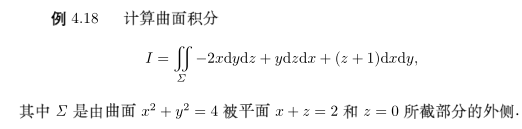 例 4.18 计算曲面积分
I = ∬_Σ −2xdydz + ydzdx + (z + 1)dxdy,
其中 Σ 是由曲面 x² + y² = 4 被平面 x + z = 2 和 z = 0 所截部分的外侧.